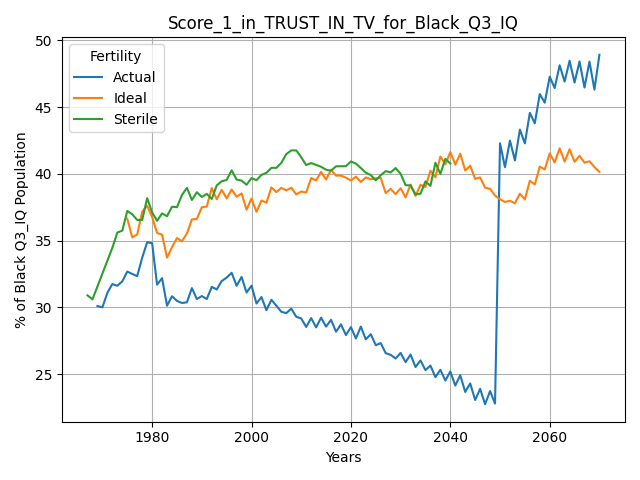 Score_1_in_TRUST_IN_TV_for_Black_Q3_IQ
Fertility
Actual
Ideal
Sterile
% of Black Q3_IQ Population
50
45
40
35
30
25
1980
2000
2020
2040
2060
Years